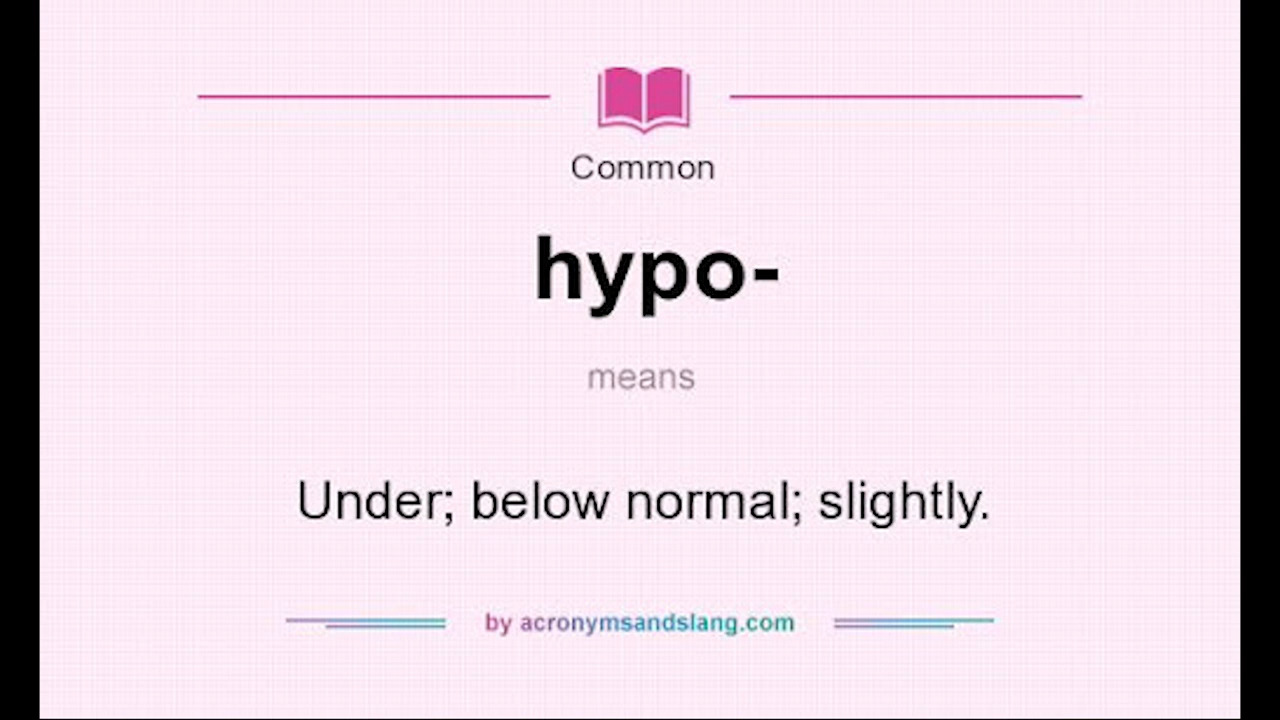 Common
hypo-
means
Under; below normal; slightly.
by acronymsandslang.com